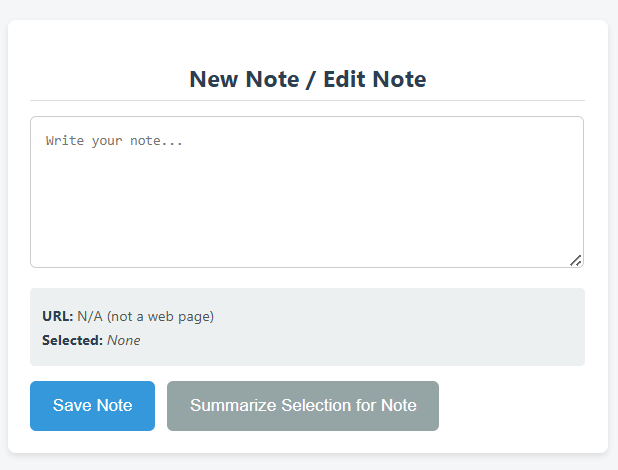 New Note / Edit Note
Write your note...
URL: N/A (not a web page)
Selected: None
Save Note
Summarize Selection for Note